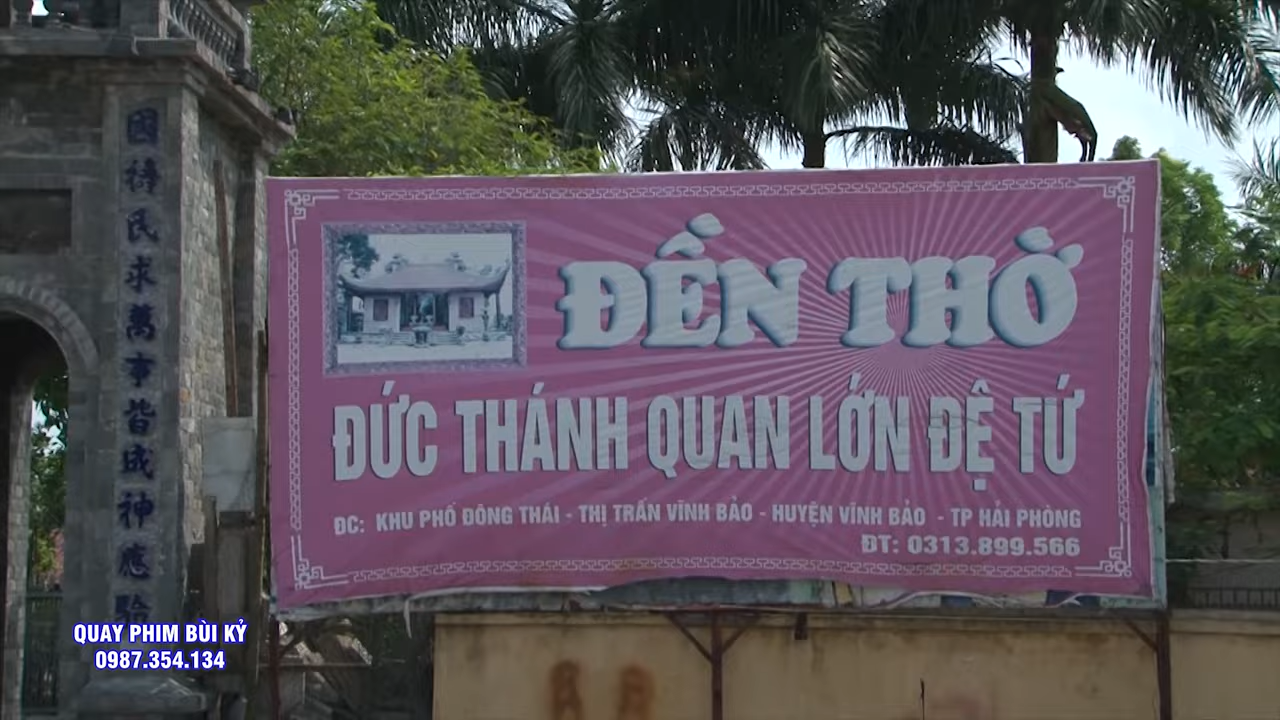 國禱民求萬事皆成神應驗
ĐỀN THỜ
ĐỨC THÁNH QUAN LỚN ĐỆ TỨ
ĐC: KHU PHỐ ĐÔNG THÁI - THỊ TRẤN VĨNH BẢO - HUYỆN VĨNH BẢO - TP HẢI PHÒNG
ĐT: 0313.899.566
QUAY PHIM BÙI KỶ
0987.354.134